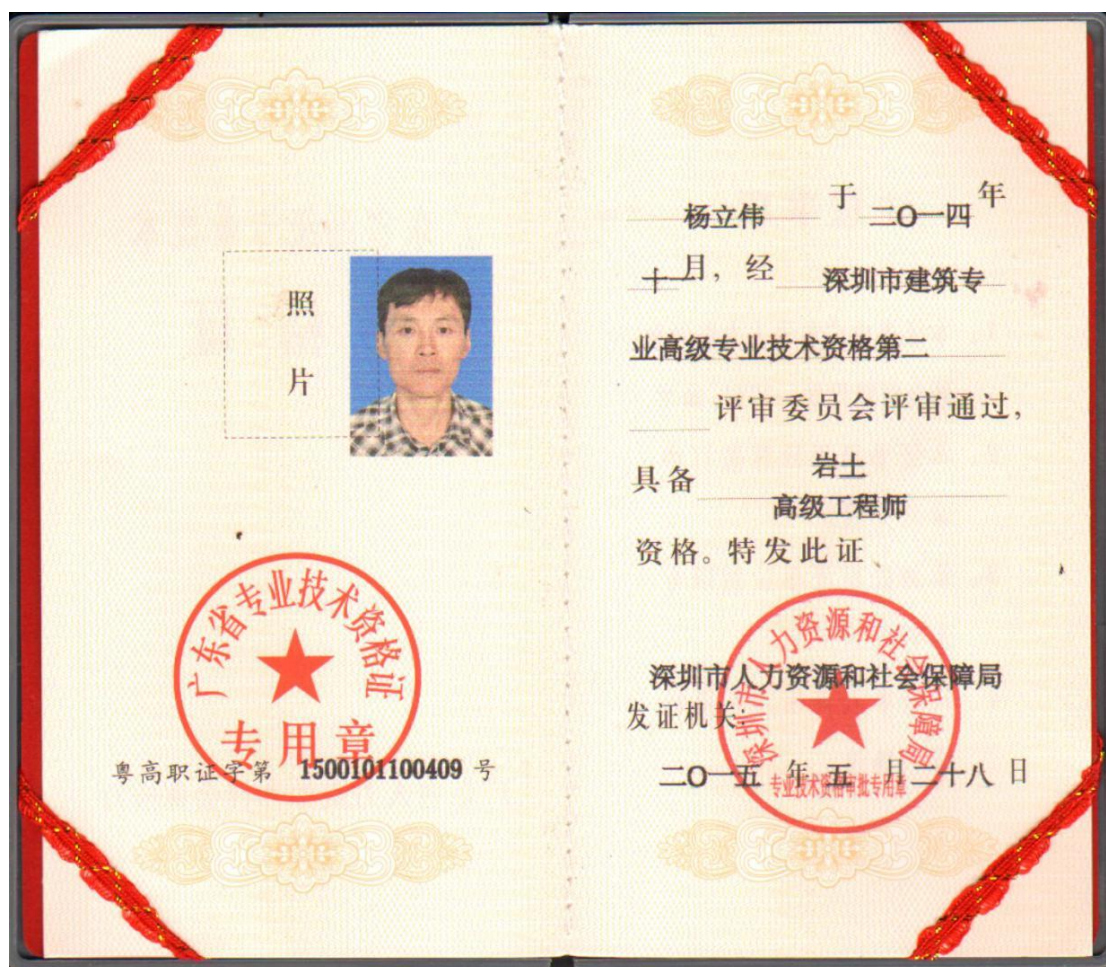 照
片
广东省专业技术资格证
专用章
粤高职证字第 1500101100409 号
杨立伟 于 二O一四 年
十 月，经 深圳市建筑专
业高级专业技术资格第二
评审委员会评审通过，
具备 岩土
高级工程师
资格。特发此证
深圳市人力资源和社会保障局
发证机关：
二O一五 年 五 月 二十八 日
深圳市人力资源和社会保障局
专业技术资格审批专用章